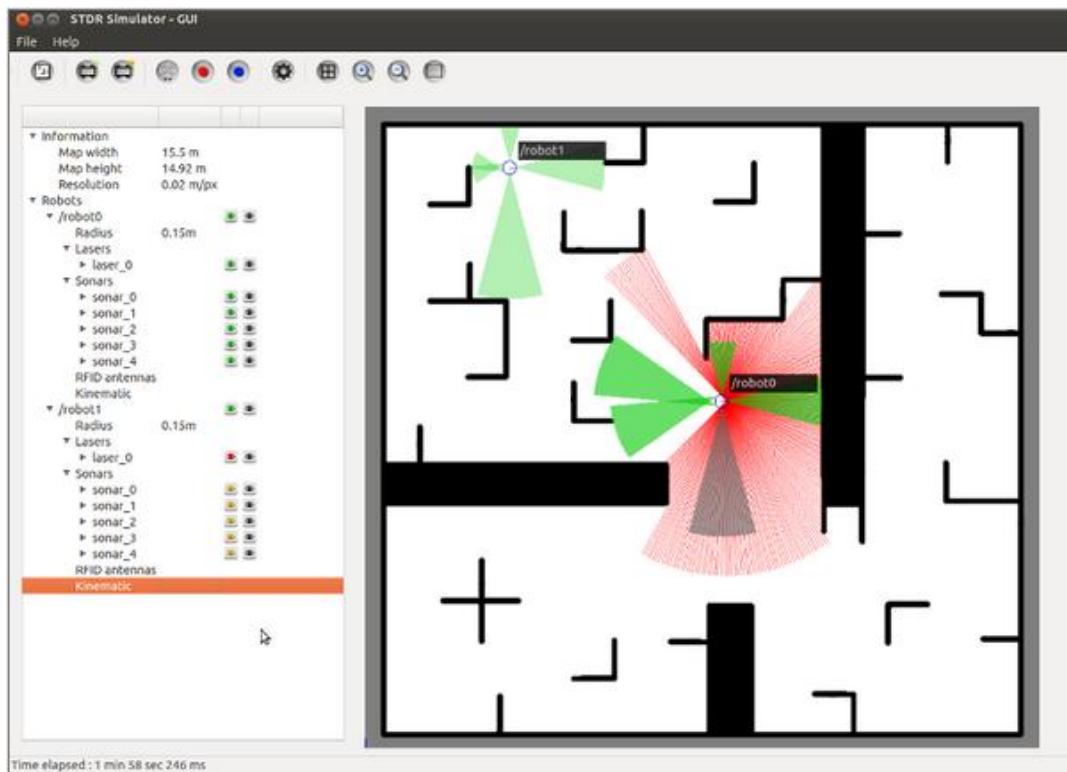 STDR Simulator - GUI
File Help
Information
Map width 15.5 m
Map height 14.92 m
Resolution 0.02 m/px
Robots
/robot0
Radius 0.15m
Lasers
laser_0
Sonars
sonar_0
sonar_1
sonar_2
sonar_3
sonar_4
RFID antennas
Kinematic
/robot1
Radius 0.15m
Lasers
laser_0
Sonars
sonar_0
sonar_1
sonar_2
sonar_3
sonar_4
RFID antennas
Kinematic
/robot1
/robot0
Time elapsed : 1 min 58 sec 246 ms